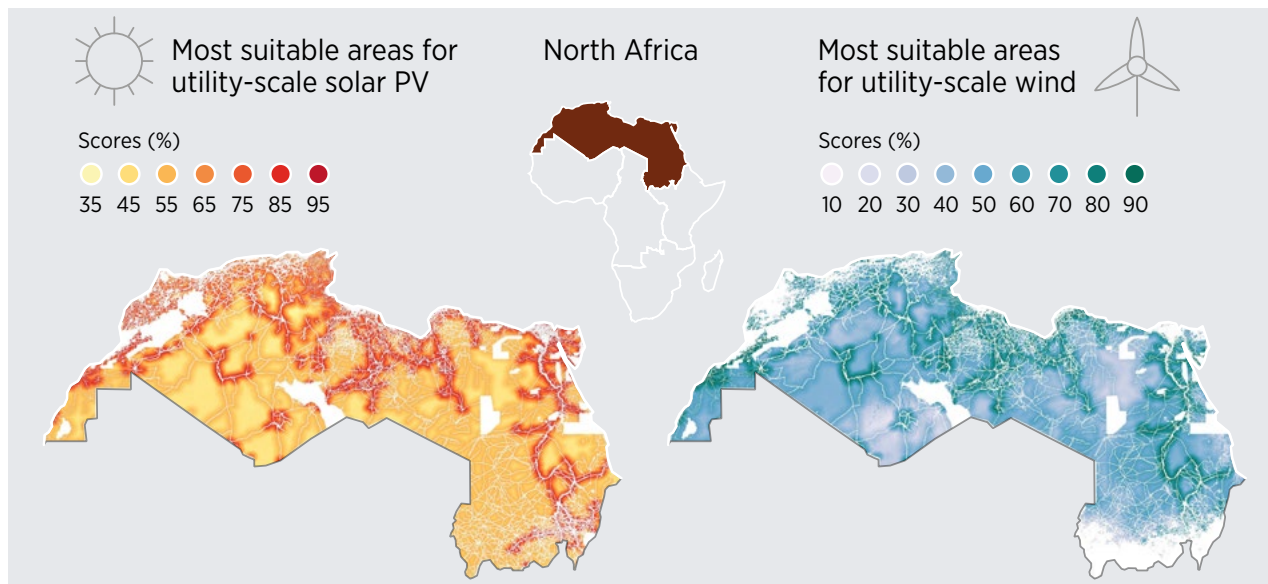 Most suitable areas for
utility-scale solar PV
Scores (%)
35 45 55 65 75 85 95
North Africa
Most suitable areas
for utility-scale wind
Scores (%)
10 20 30 40 50 60 70 80 90